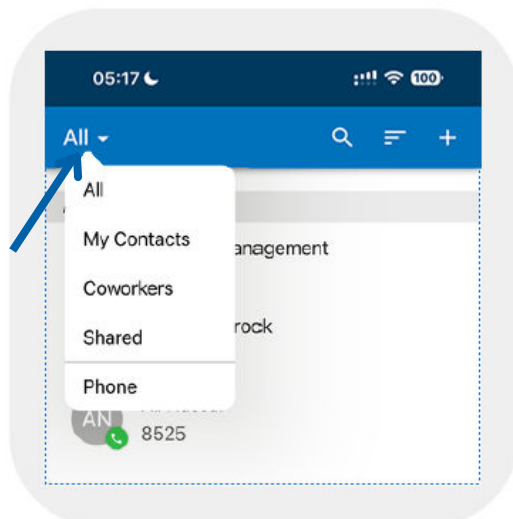 05:17
100
All
All
My Contacts
anagement
Coworkers
rock
Shared
Phone
AN
8525